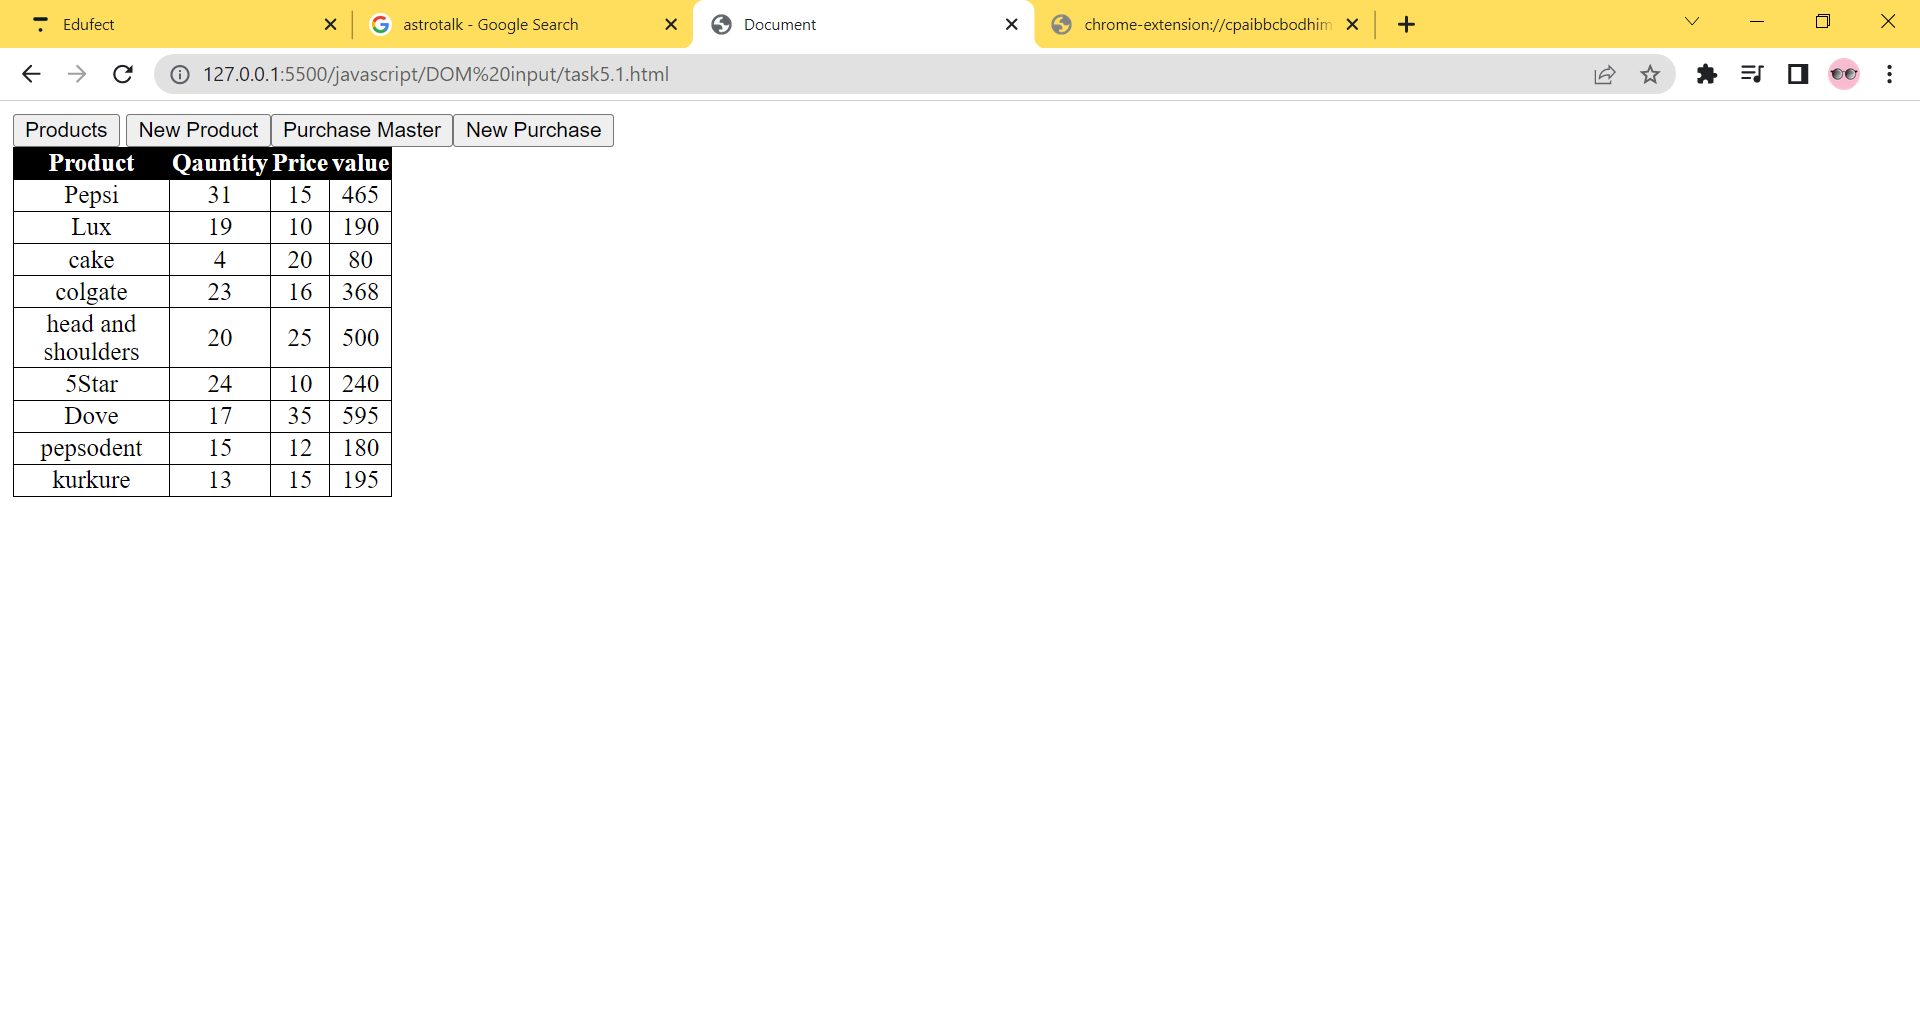 Edufect
astrotalk - Google Search
Document
chrome-extension://cpaibbcbodhim
127.0.0.1:5500/javascript/DOM%20input/task5.1.html
Products New Product Purchase Master New Purchase
Product Qauntity Price value
Pepsi 31 15 465
Lux 19 10 190
cake 4 20 80
colgate 23 16 368
head and
shoulders 20 25 500
5Star 24 10 240
Dove 17 35 595
pepsodent 15 12 180
kurkure 13 15 195